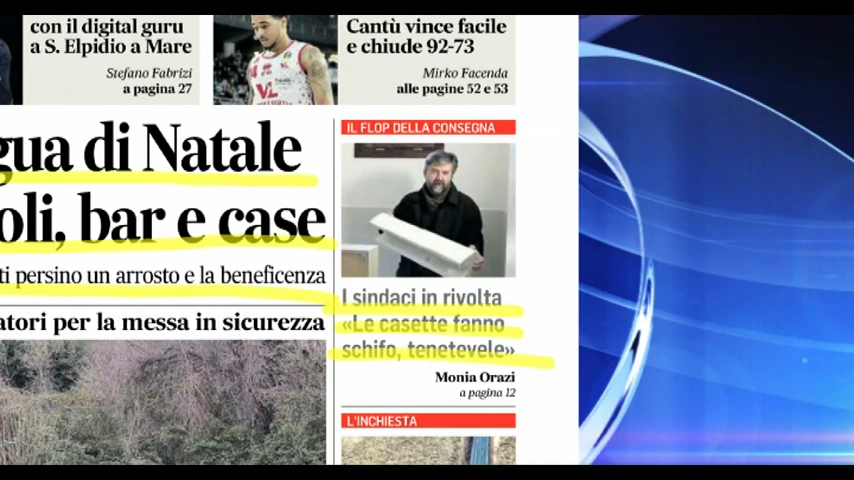 con il digital guru
a S. Elpidio a Mare
Stefano Fabrizi
a pagina 27
Cantù vince facile
e chiude 92-73
Mirko Facenda
alle pagine 52 e 53
VL
gua di Natale
oli, bar e case
ti persino un arrosto e la beneficenza
atori per la messa in sicurezza
IL FLOP DELLA CONSEGNA
I sindaci in rivolta
«Le casette fanno
schifo, tenetevele»
Monia Orazi
a pagina 12
L'INCHIESTA